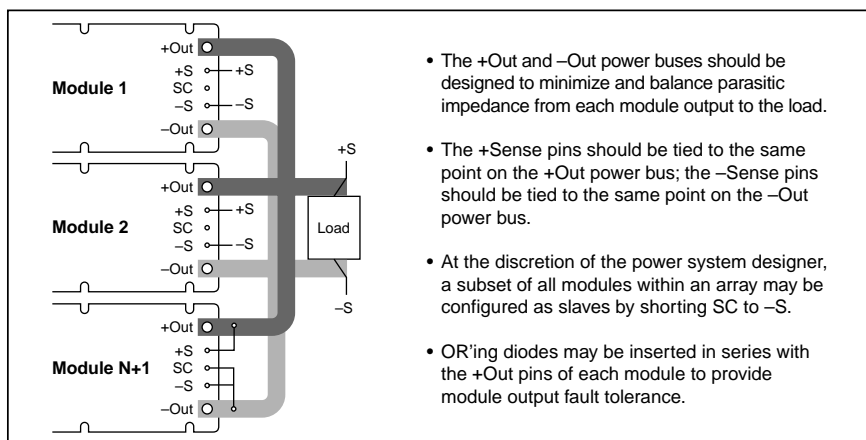 +Out
+S
+S
Module 1
SC
–S
–S
–Out
+Out
+S
+S
Module 2
SC
–S
–S
–Out
+Out
+S
Module N+1
SC
–S
–Out
+S
Load
–S
• The +Out and –Out power buses should be
designed to minimize and balance parasitic
impedance from each module output to the load.
• The +Sense pins should be tied to the same
point on the +Out power bus; the –Sense pins
should be tied to the same point on the –Out
power bus.
• At the discretion of the power system designer,
a subset of all modules within an array may be
configured as slaves by shorting SC to –S.
• OR'ing diodes may be inserted in series with
the +Out pins of each module to provide
module output fault tolerance.